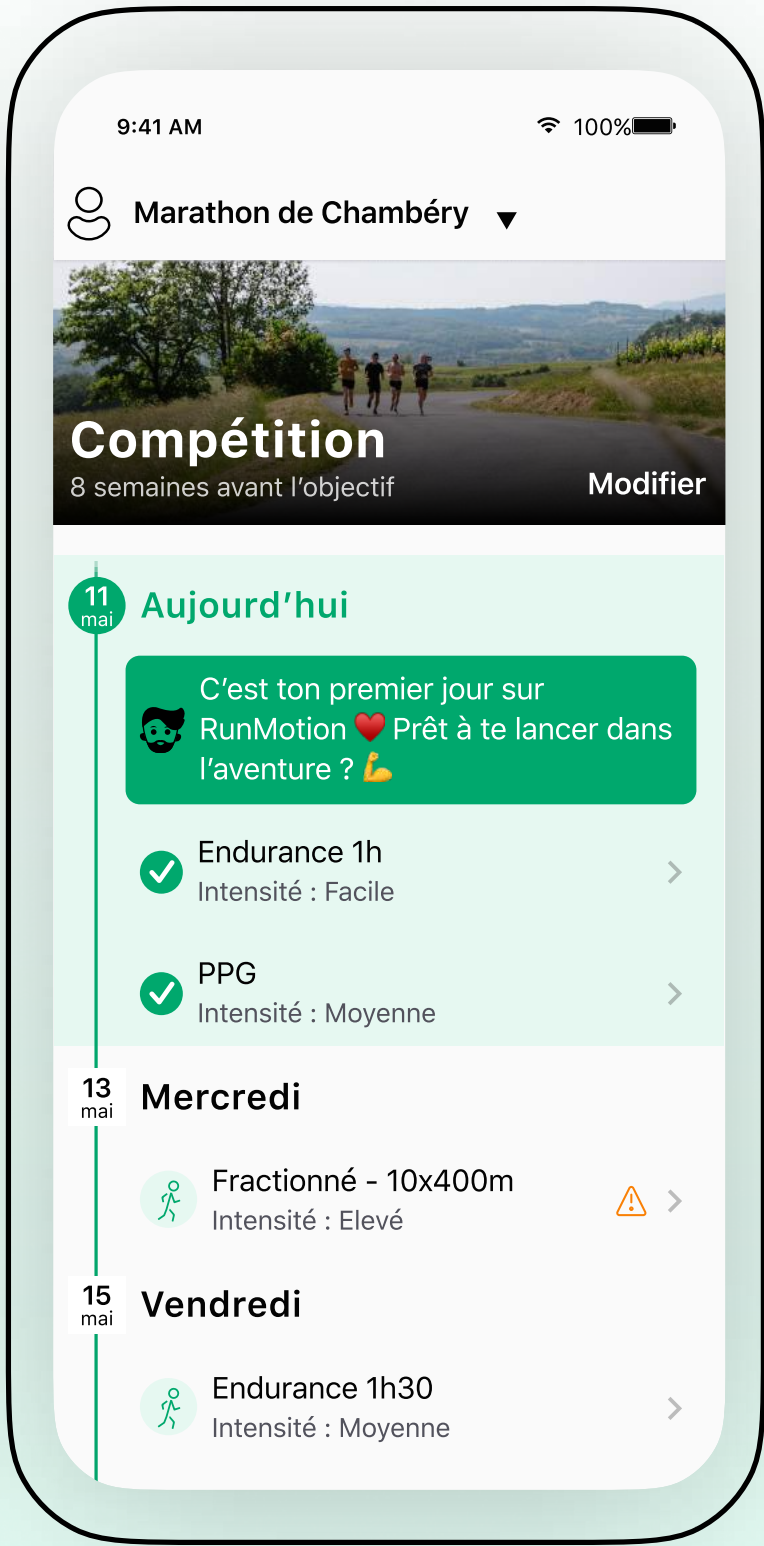 9:41 AM
100%
Marathon de Chambéry ▼
Compétition
8 semaines avant l’objectif
Modifier
11
mai
Aujourd’hui
C’est ton premier jour sur
RunMotion ♥️ Prêt à te lancer dans
l’aventure ? 💪
Endurance 1h
Intensité : Facile
PPG
Intensité : Moyenne
13
mai
Mercredi
Fractionné - 10x400m
Intensité : Elevé
15
mai
Vendredi
Endurance 1h30
Intensité : Moyenne